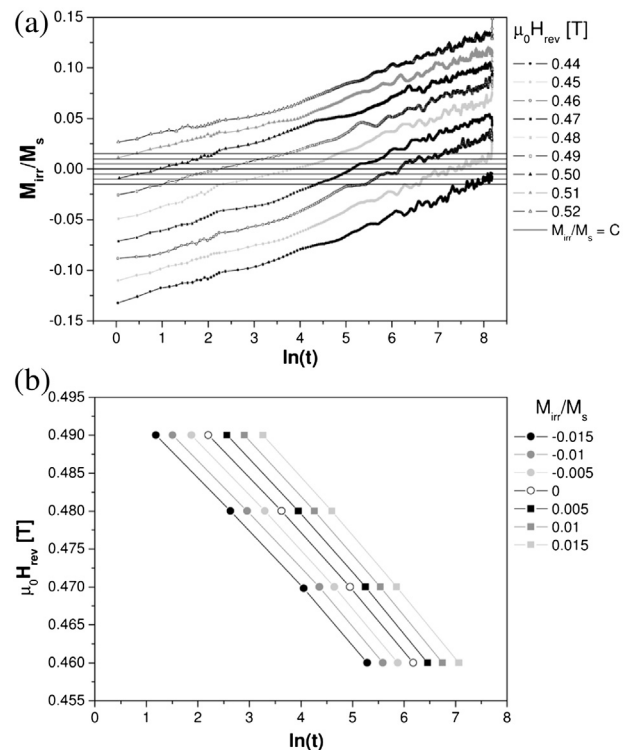 (a)
0.15
0.10
0.05
0.00
-0.05
-0.10
-0.15
M_irr/M_s
0 1 2 3 4 5 6 7 8
ln(t)
μ₀H_rev [T]
0.44
0.45
0.46
0.47
0.48
0.49
0.50
0.51
0.52
M_irr/M_s = C
(b)
0.495
0.490
0.485
0.480
0.475
0.470
0.465
0.460
0.455
μ₀H_rev [T]
0 1 2 3 4 5 6 7 8
ln(t)
M_irr/M_s
-0.015
-0.01
-0.005
0
0.005
0.01
0.015